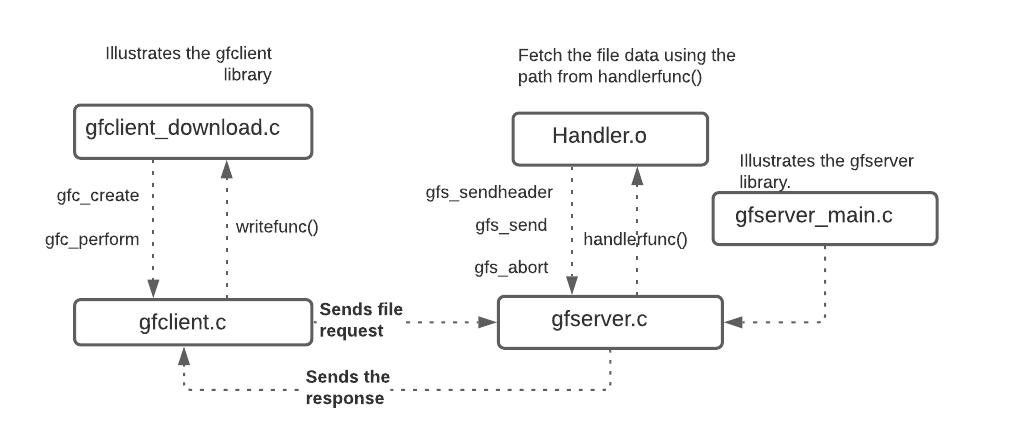 Illustrates the gfclient
library
Fetch the file data using the
path from handlerfunc()
gfclient_download.c
Handler.o
Illustrates the gfserver
library.
gfserver_main.c
gfc_create
gfc_perform
writefunc()
gfs_sendheader
gfs_send
handlerfunc()
gfs_abort
gfclient.c
Sends file
request
gfserver.c
Sends the
response